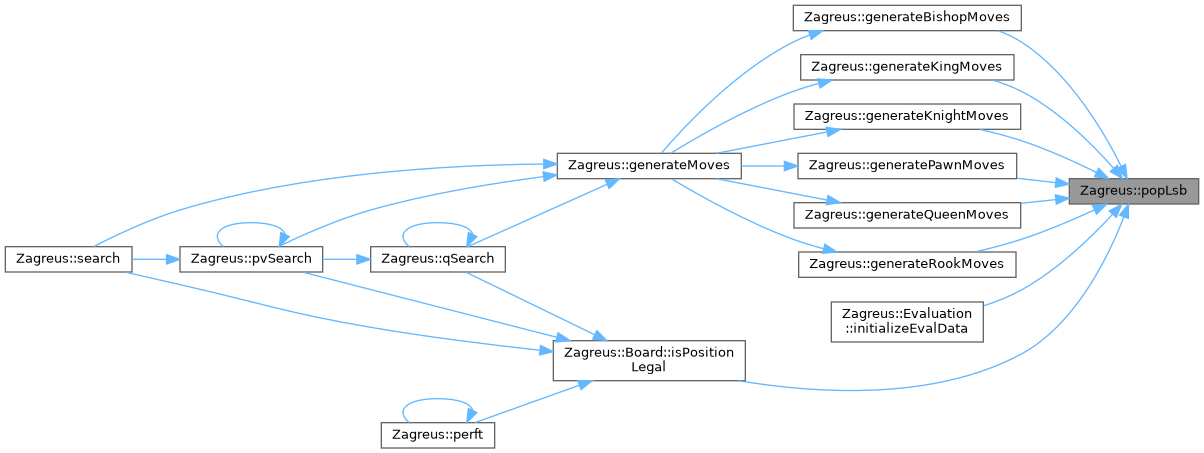 Zagreus::generateBishopMoves
Zagreus::generateKingMoves
Zagreus::generateKnightMoves
Zagreus::generateMoves
Zagreus::generatePawnMoves
Zagreus::popLsb
Zagreus::generateQueenMoves
Zagreus::search
Zagreus::pvSearch
Zagreus::qSearch
Zagreus::generateRookMoves
Zagreus::Evaluation
::initializeEvalData
Zagreus::Board::isPosition
Legal
Zagreus::perft